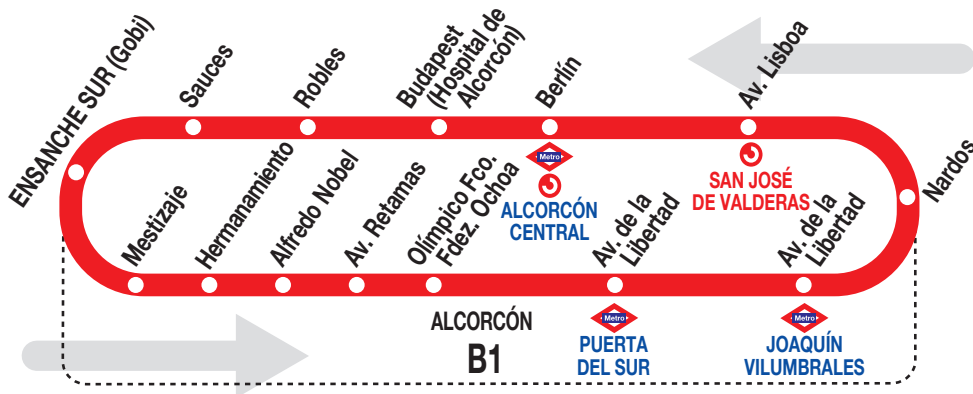 ENSANCHE SUR (Gobi)
Sauces
Robles
Budapest
(Hospital de
Alcorcón)
Berlín
Av. Lisboa
Metro
ALCORCÓN
CENTRAL
SAN JOSÉ
DE VALDERAS
Nardos
Mestizaje
Hermanamiento
Alfredo Nobel
Av. Retamas
Olímpico Fco.
Fdez. Ochoa
Av. de la
Libertad
Av. de la
Libertad
Metro
PUERTA
DEL SUR
Metro
JOAQUÍN
VILUMBRALES
ALCORCÓN
B1